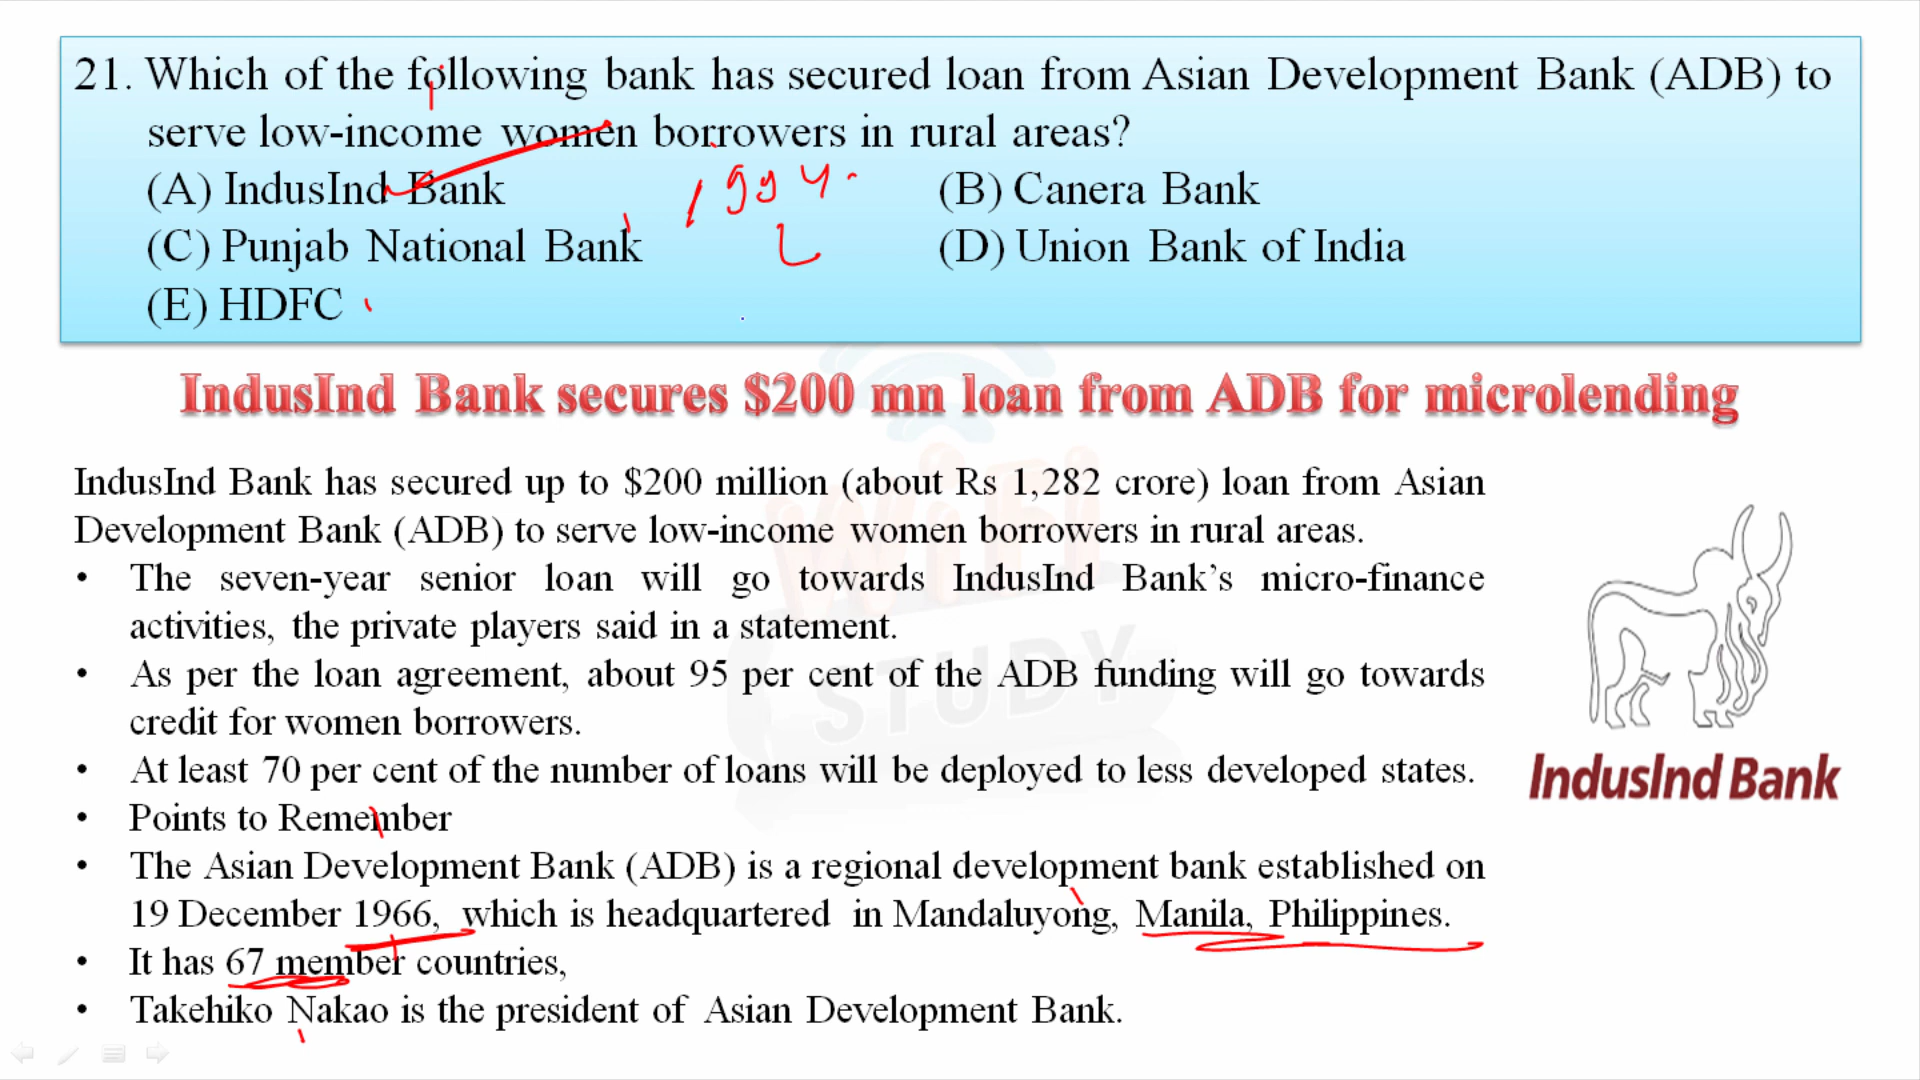 21. Which of the following bank has secured loan from Asian Development Bank (ADB) to
serve low-income women borrowers in rural areas?
(A) IndusInd Bank (B) Canera Bank
1994.
(C) Punjab National Bank (D) Union Bank of India
(E) HDFC
IndusInd Bank secures $200 mn loan from ADB for microlending
IndusInd Bank has secured up to $200 million (about Rs 1,282 crore) loan from Asian
Development Bank (ADB) to serve low-income women borrowers in rural areas.
• The seven-year senior loan will go towards IndusInd Bank’s micro-finance
activities, the private players said in a statement.
• As per the loan agreement, about 95 per cent of the ADB funding will go towards
credit for women borrowers.
• At least 70 per cent of the number of loans will be deployed to less developed states.
• Points to Remember
• The Asian Development Bank (ADB) is a regional development bank established on
19 December 1966, which is headquartered in Mandaluyong, Manila, Philippines.
• It has 67 member countries,
• Takehiko Nakao is the president of Asian Development Bank.
IndusInd Bank
WiFi
STUDY